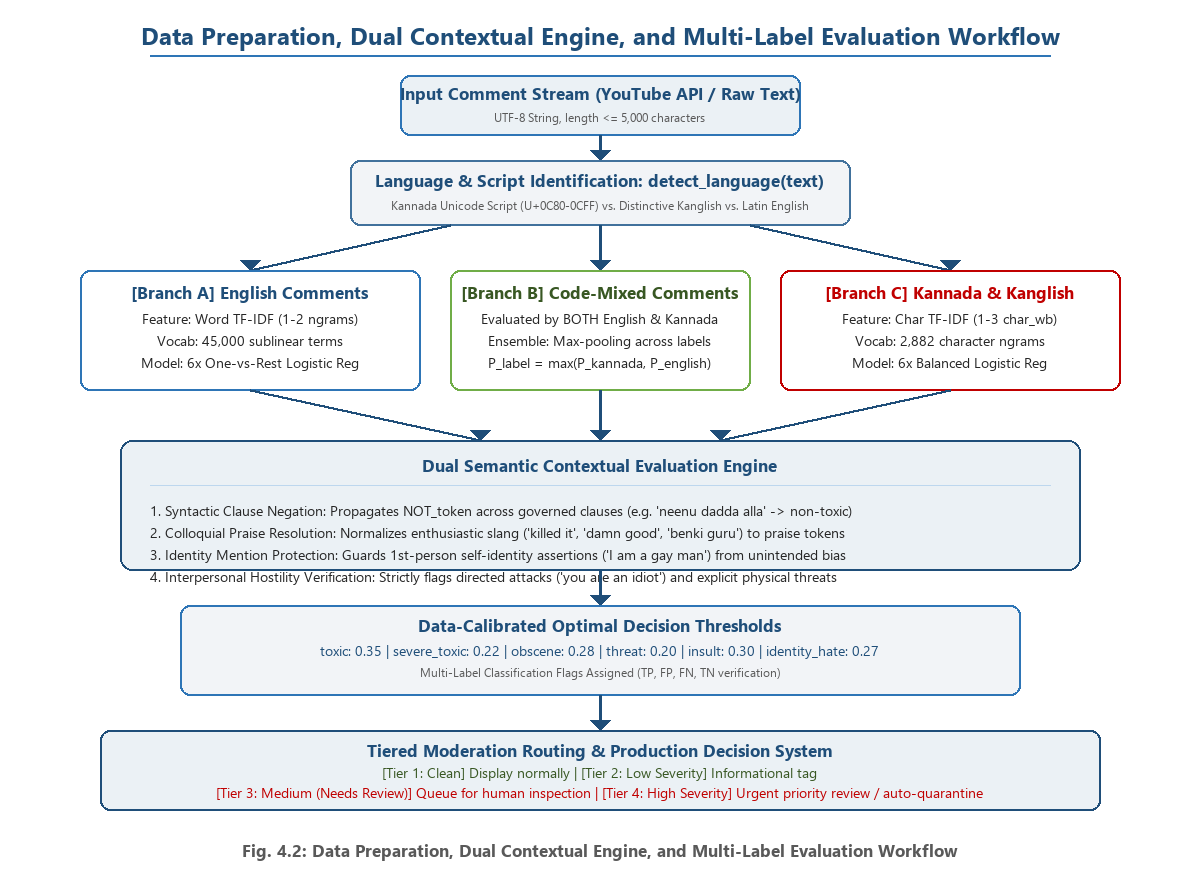 Data Preparation, Dual Contextual Engine, and Multi-Label Evaluation Workflow
Input Comment Stream (YouTube API / Raw Text)
UTF-8 String, length <= 5,000 characters
Language & Script Identification: detect_language(text)
Kannada Unicode Script (U+0C80-0CFF) vs. Distinctive Kanglish vs. Latin English
[Branch A] English Comments
Feature: Word TF-IDF (1-2 ngrams)
Vocab: 45,000 sublinear terms
Model: 6x One-vs-Rest Logistic Reg
[Branch B] Code-Mixed Comments
Evaluated by BOTH English & Kannada
Ensemble: Max-pooling across labels
P_label = max(P_kannada, P_english)
[Branch C] Kannada & Kanglish
Feature: Char TF-IDF (1-3 char_wb)
Vocab: 2,882 character ngrams
Model: 6x Balanced Logistic Reg
Dual Semantic Contextual Evaluation Engine
1. Syntactic Clause Negation: Propagates NOT_token across governed clauses (e.g. 'neenu dadda alla' -> non-toxic)
2. Colloquial Praise Resolution: Normalizes enthusiastic slang ('killed it', 'damn good', 'benki guru') to praise tokens
3. Identity Mention Protection: Guards 1st-person self-identity assertions ('I am a gay man') from unintended bias
4. Interpersonal Hostility Verification: Strictly flags directed attacks ('you are an idiot') and explicit physical threats
Data-Calibrated Optimal Decision Thresholds
toxic: 0.35 | severe_toxic: 0.22 | obscene: 0.28 | threat: 0.20 | insult: 0.30 | identity_hate: 0.27
Multi-Label Classification Flags Assigned (TP, FP, FN, TN verification)
Tiered Moderation Routing & Production Decision System
[Tier 1: Clean] Display normally | [Tier 2: Low Severity] Informational tag
[Tier 3: Medium (Needs Review)] Queue for human inspection | [Tier 4: High Severity] Urgent priority review / auto-quarantine
Fig. 4.2: Data Preparation, Dual Contextual Engine, and Multi-Label Evaluation Workflow